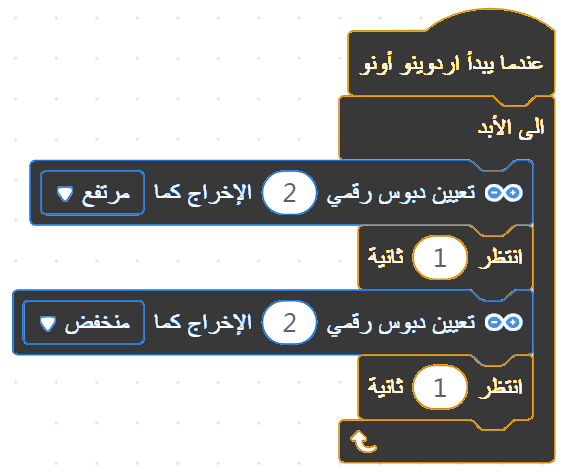 عندما يبدأ اردوينو أونو
الى الأبد
تعيين دبوس رقمي 2 الإخراج كما مرتفع
انتظر 1 ثانية
تعيين دبوس رقمي 2 الإخراج كما منخفض
انتظر 1 ثانية